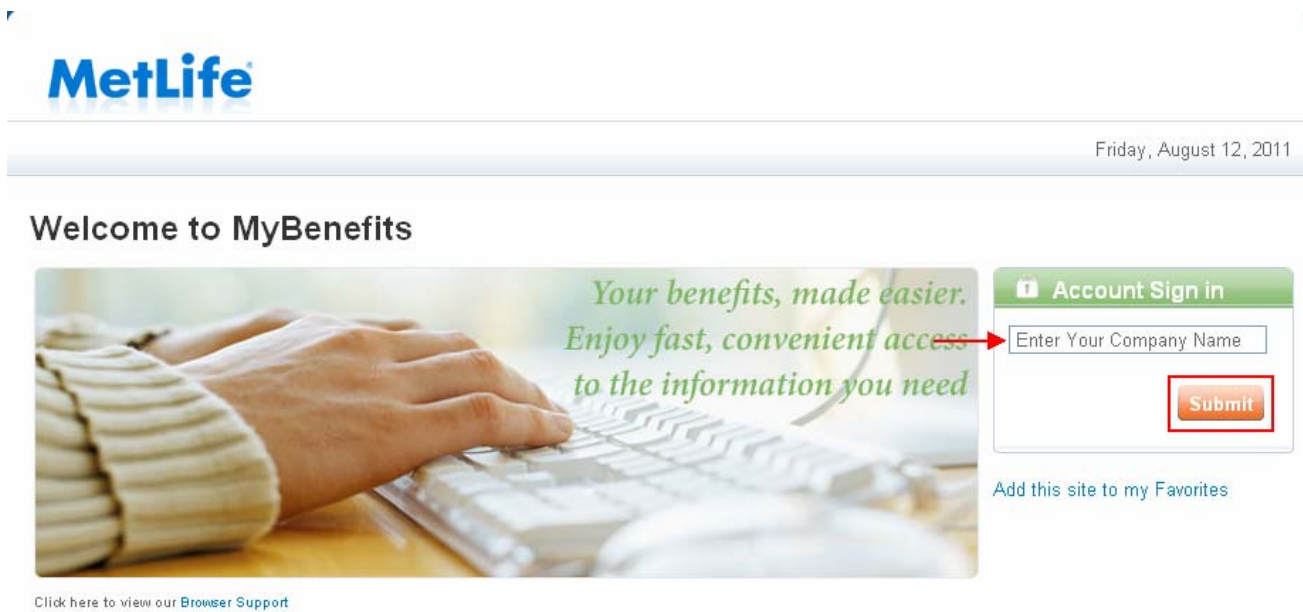 MetLife
Friday, August 12, 2011
Welcome to MyBenefits
Your benefits, made easier.
Enjoy fast, convenient access
to the information you need
Account Sign in
Enter Your Company Name
Submit
Add this site to my Favorites
Click here to view our Browser Support